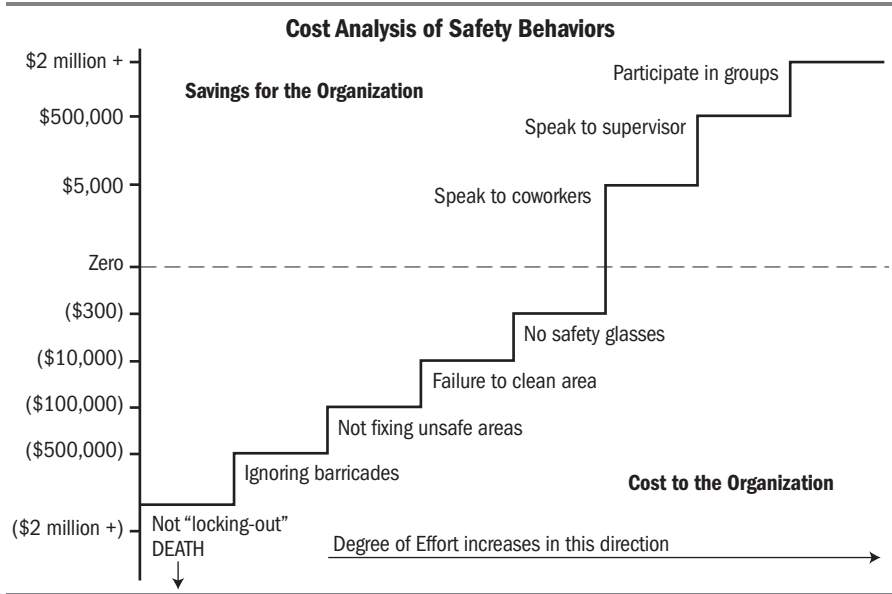 Cost Analysis of Safety Behaviors
$2 million +
Participate in groups
Savings for the Organization
$500,000
Speak to supervisor
$5,000
Speak to coworkers
Zero
($300)
No safety glasses
($10,000)
Failure to clean area
($100,000)
Not fixing unsafe areas
($500,000)
Ignoring barricades
Cost to the Organization
($2 million +)
Not “locking-out”
DEATH
Degree of Effort increases in this direction